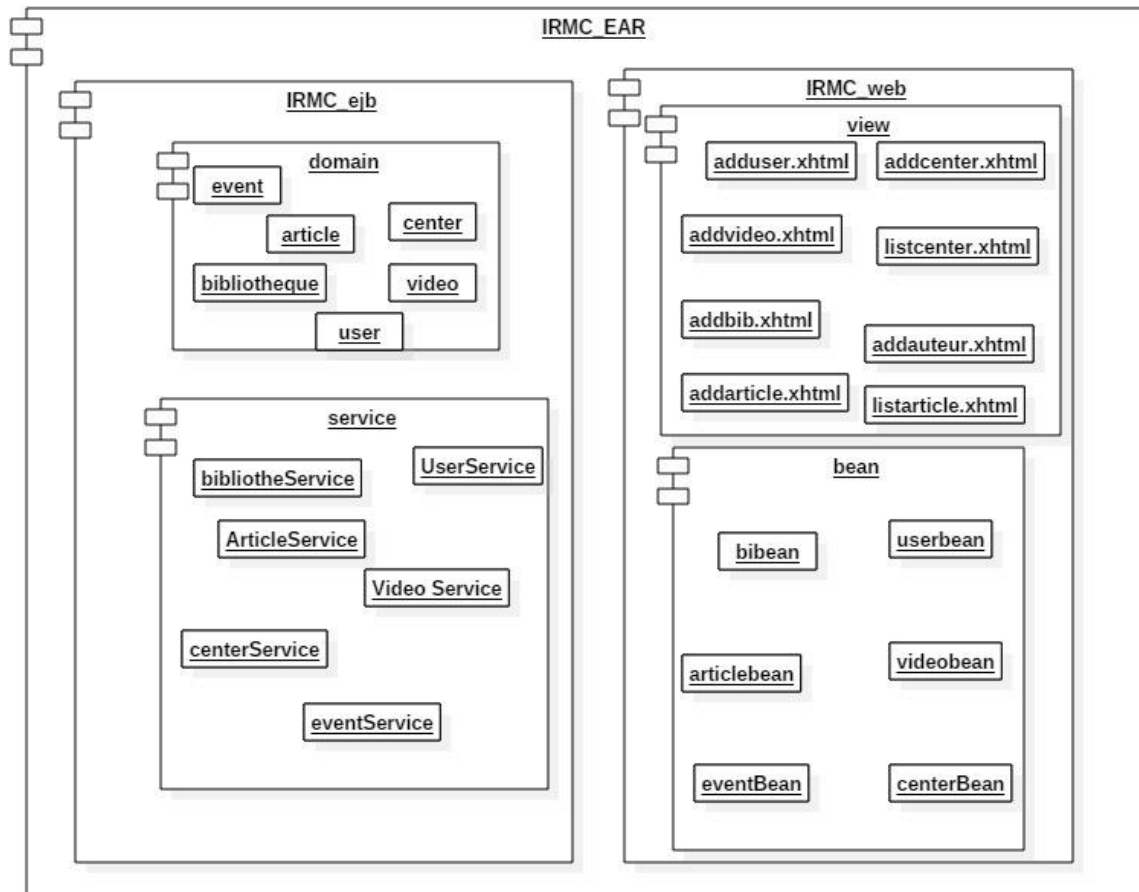 IRMC_EAR
IRMC_ejb
domain
event
article
center
bibliotheque
video
user
service
bibliotheService
UserService
ArticleService
Video Service
centerService
eventService
IRMC_web
view
adduser.xhtml
addcenter.xhtml
addvideo.xhtml
listcenter.xhtml
addbib.xhtml
addauteur.xhtml
addarticle.xhtml
listarticle.xhtml
bean
bibean
userbean
articlebean
videobean
eventBean
centerBean